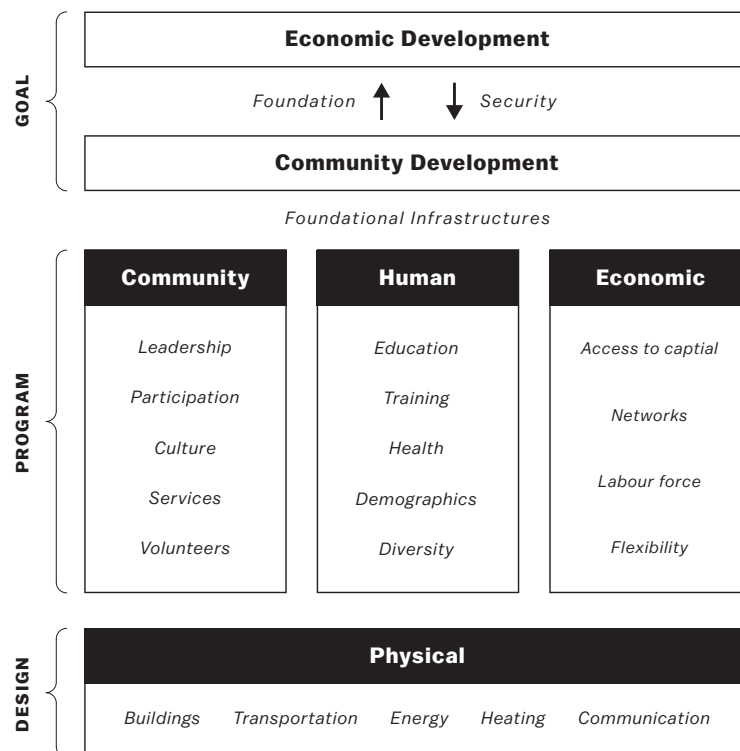 GOAL
Economic Development
Foundation Security
Community Development
Foundational Infrastructures
PROGRAM
Community Human Economic
Leadership Education Access to captial
Participation Training Networks
Culture Health Labour force
Services Demographics Flexibility
Volunteers Diversity
DESIGN
Physical
Buildings Transportation Energy Heating Communication